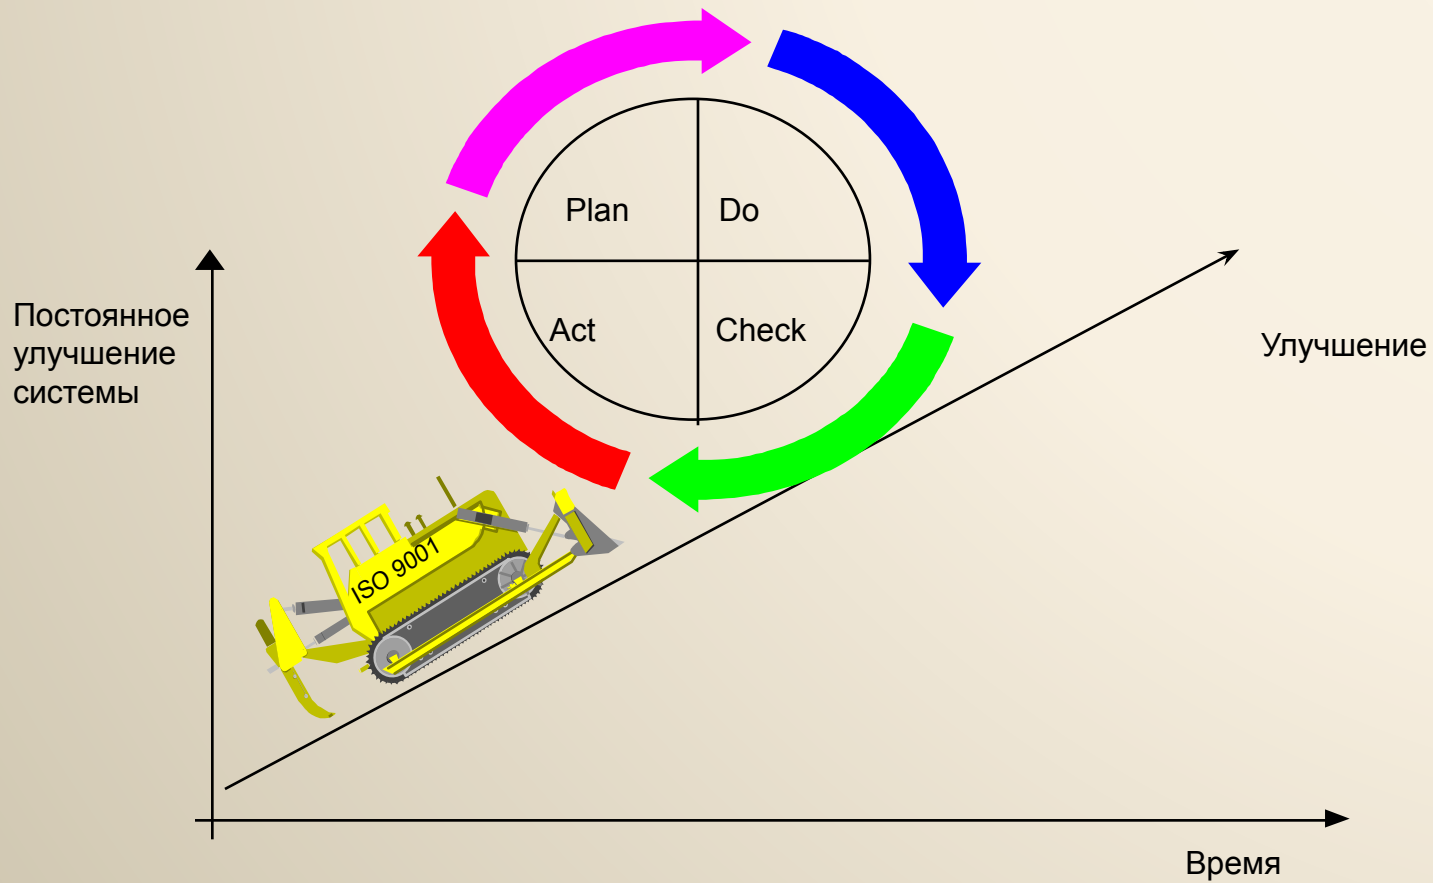 Plan
Do
Act
Check
Постоянное
улучшение
системы
Улучшение
ISO 9001
Время